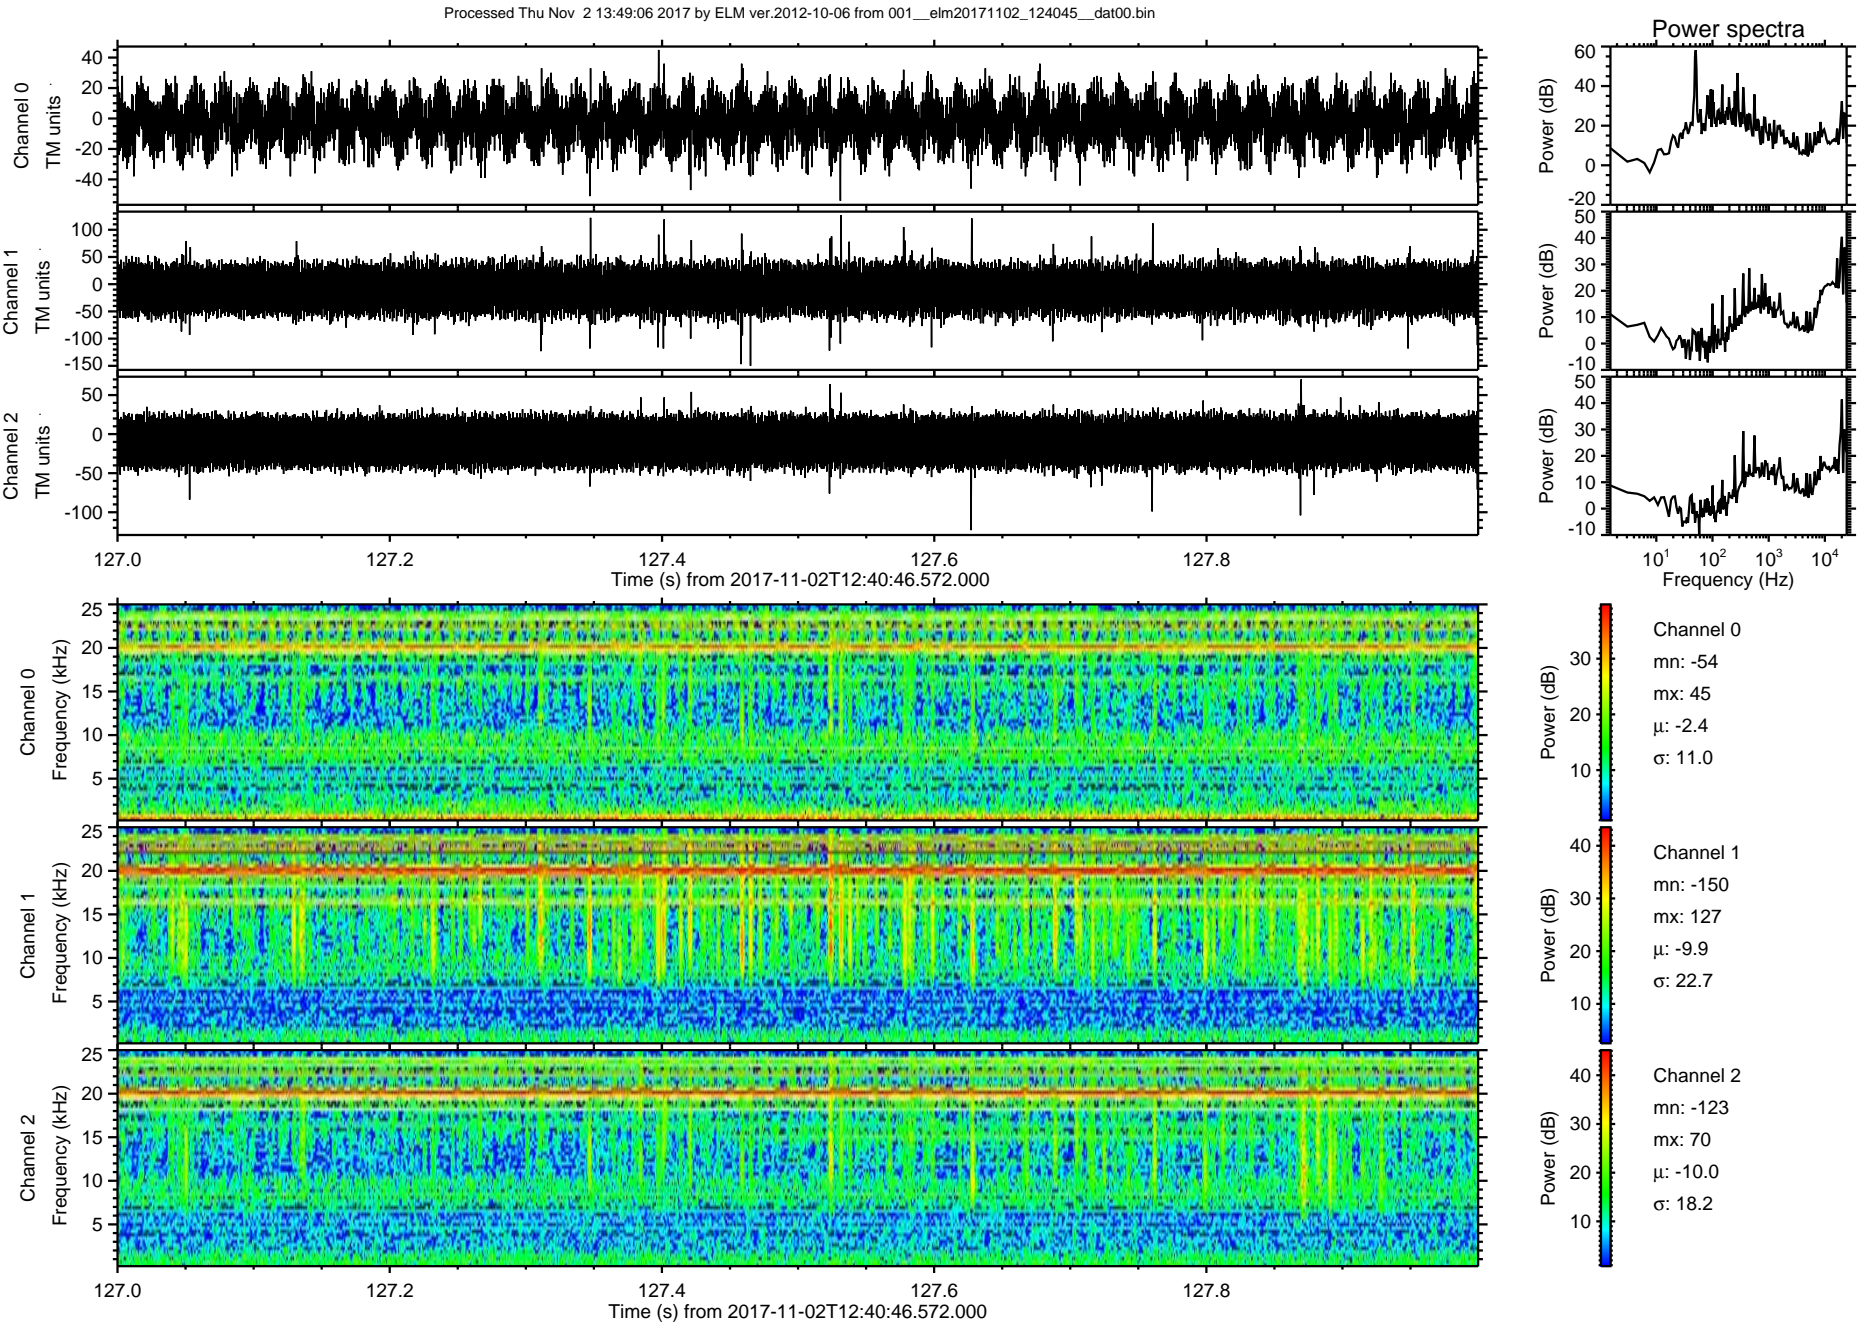 Processed Thu Nov  2 13:49:06 2017 by ELM ver.2012-10-06 from 001__elm20171102_124045__dat00.bin
Power spectra
Channel 0
TM units
40
20
0
-20
-40
Power (dB)
60
40
20
0
-20
Channel 1
TM units
100
50
0
-50
-100
-150
Power (dB)
50
40
30
20
10
0
-10
Channel 2
TM units
50
0
-50
-100
Power (dB)
50
40
30
20
10
0
-10
127.0 127.2 127.4 127.6 127.8
Time (s) from 2017-11-02T12:40:46.572.000
10^1 10^2 10^3 10^4
Frequency (Hz)
Channel 0
Frequency (kHz)
25
20
15
10
5
Power (dB)
30
20
10
Channel 0
mn: -54
mx: 45
μ: -2.4
σ: 11.0
Channel 1
Frequency (kHz)
25
20
15
10
5
Power (dB)
40
30
20
10
Channel 1
mn: -150
mx: 127
μ: -9.9
σ: 22.7
Channel 2
Frequency (kHz)
25
20
15
10
5
Power (dB)
40
30
20
10
Channel 2
mn: -123
mx: 70
μ: -10.0
σ: 18.2
127.0 127.2 127.4 127.6 127.8
Time (s) from 2017-11-02T12:40:46.572.000